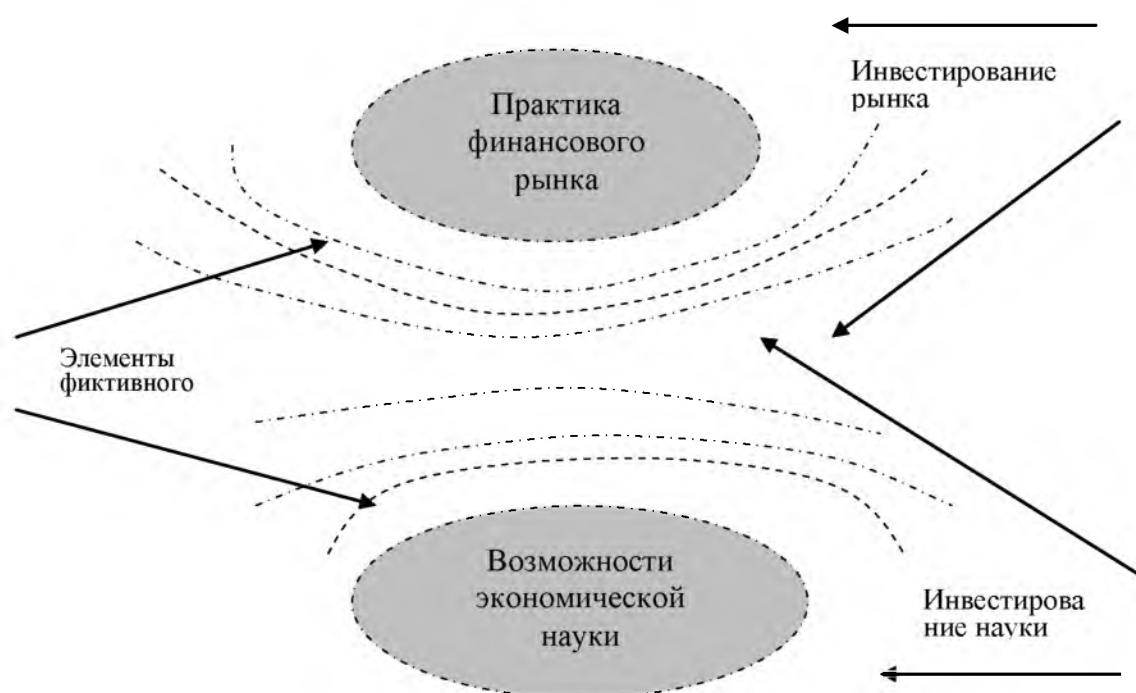 Инвестирование
рынка
Практика
финансового
рынка
Элементы
фиктивного
Возможности
экономической
науки
Инвестирова
ние науки